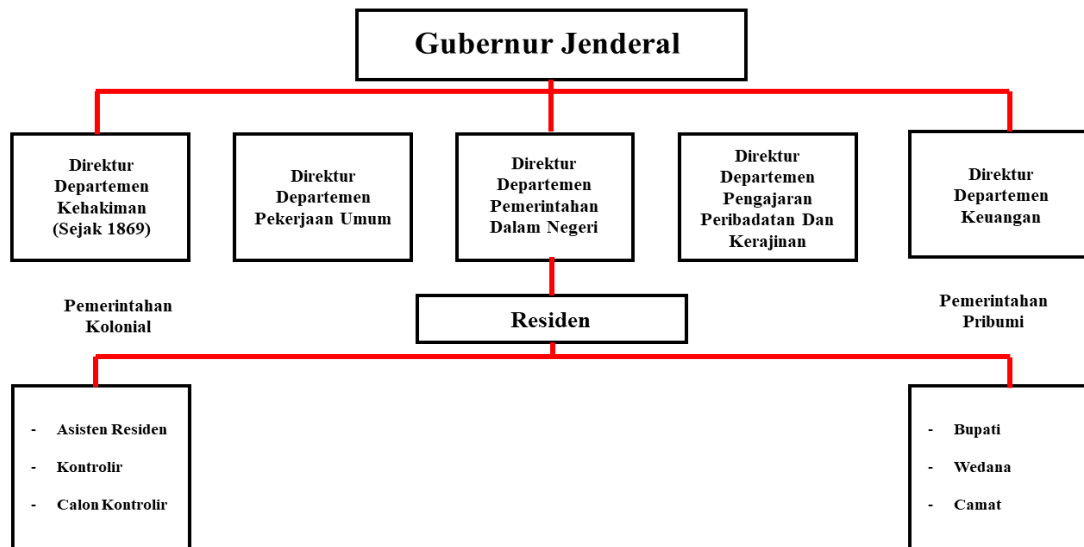 Gubernur Jenderal
Direktur
Departemen
Kehakiman
(Sejak 1869)
Direktur
Departemen
Pekerjaan Umum
Direktur
Departemen
Pemerintahan
Dalam Negeri
Direktur
Departemen
Pengajaran
Peribadatan Dan
Kerajinan
Direktur
Departemen
Keuangan
Pemerintahan
Kolonial
Residen
Pemerintahan
Pribumi
- Asisten Residen
- Kontrolir
- Calon Kontrolir
- Bupati
- Wedana
- Camat